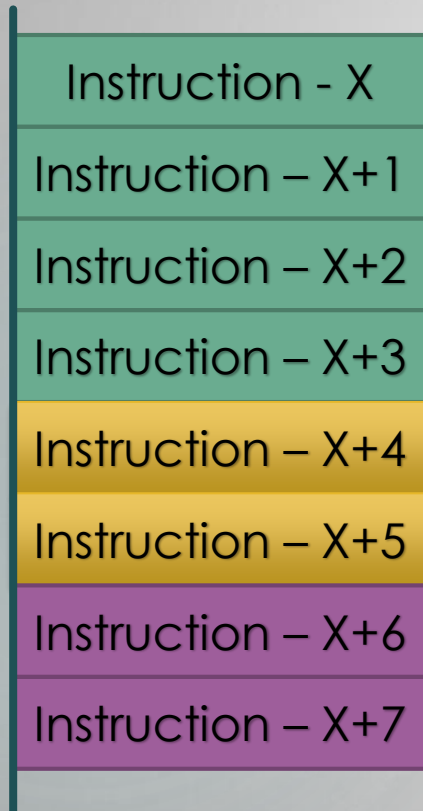 Instruction - X
Instruction – X+1
Instruction – X+2
Instruction – X+3
Instruction – X+4
Instruction – X+5
Instruction – X+6
Instruction – X+7